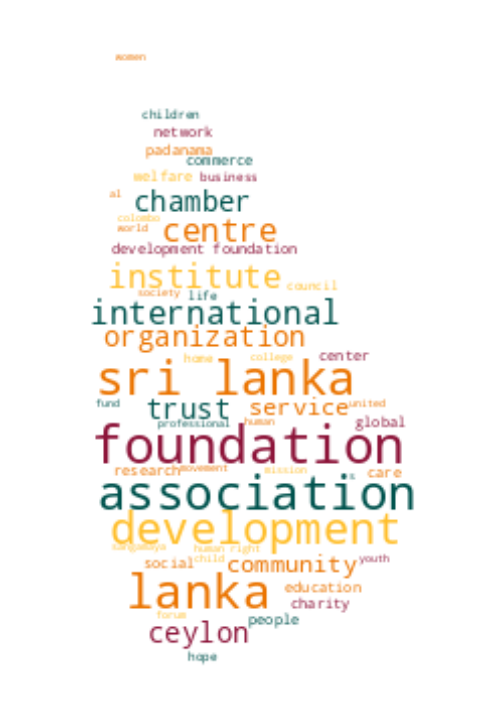 women
children
network
padanama
commerce
welfare business
al
chamber
colombo
world centre
development foundation
institute council
society life
international
organization
home college center
sri lanka
fund trust service united
professional human global
foundation
research movement mission care
s
association
development
sangamaya human right
social child community youth
education
lanka charity
forum people
ceylon
hope